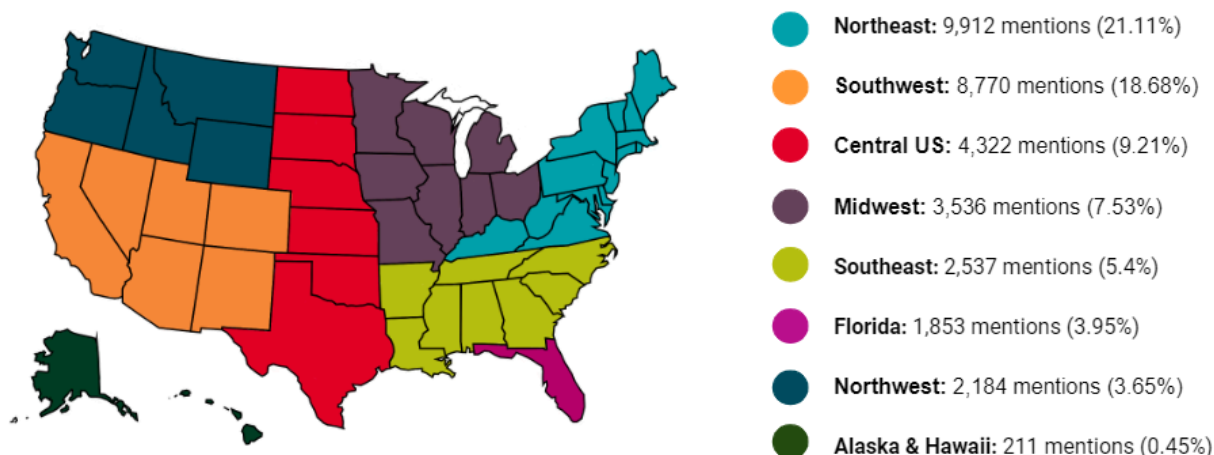 Northeast: 9,912 mentions (21.11%)
Southwest: 8,770 mentions (18.68%)
Central US: 4,322 mentions (9.21%)
Midwest: 3,536 mentions (7.53%)
Southeast: 2,537 mentions (5.4%)
Florida: 1,853 mentions (3.95%)
Northwest: 2,184 mentions (3.65%)
Alaska & Hawaii: 211 mentions (0.45%)